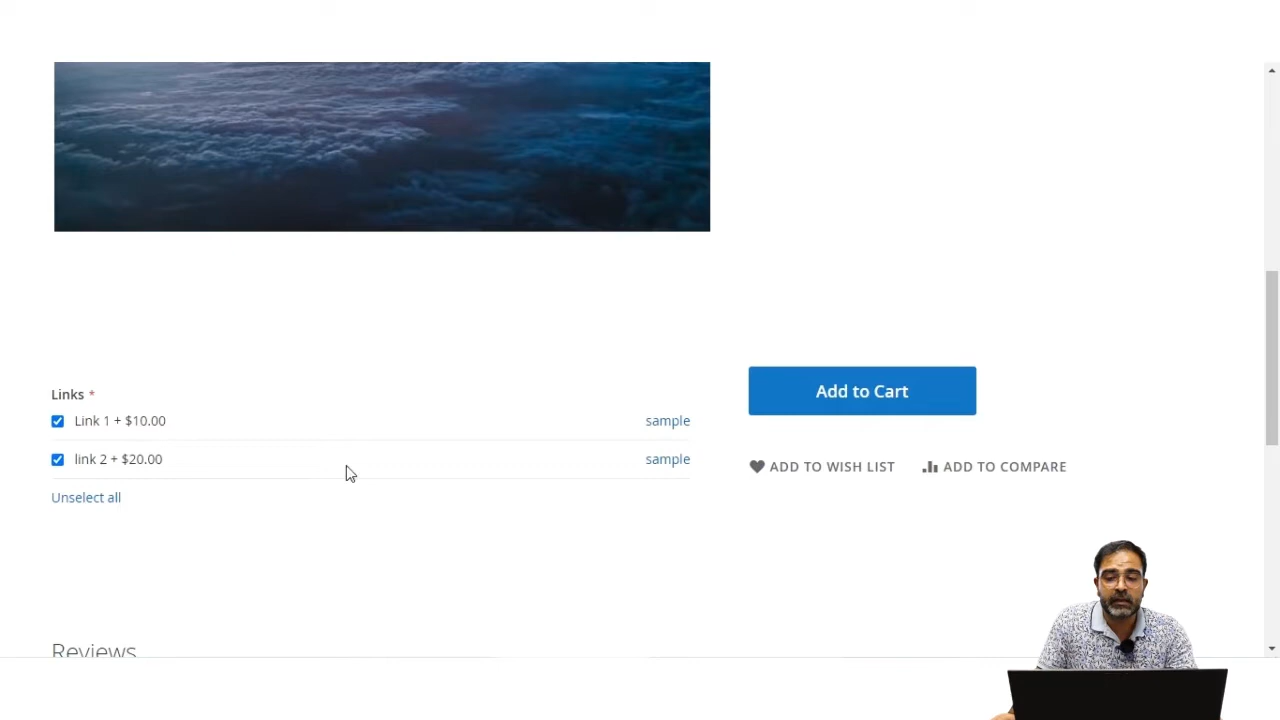 Links *
Link 1 + $10.00 sample
link 2 + $20.00 sample
Unselect all
Add to Cart
ADD TO WISH LIST ADD TO COMPARE
Reviews